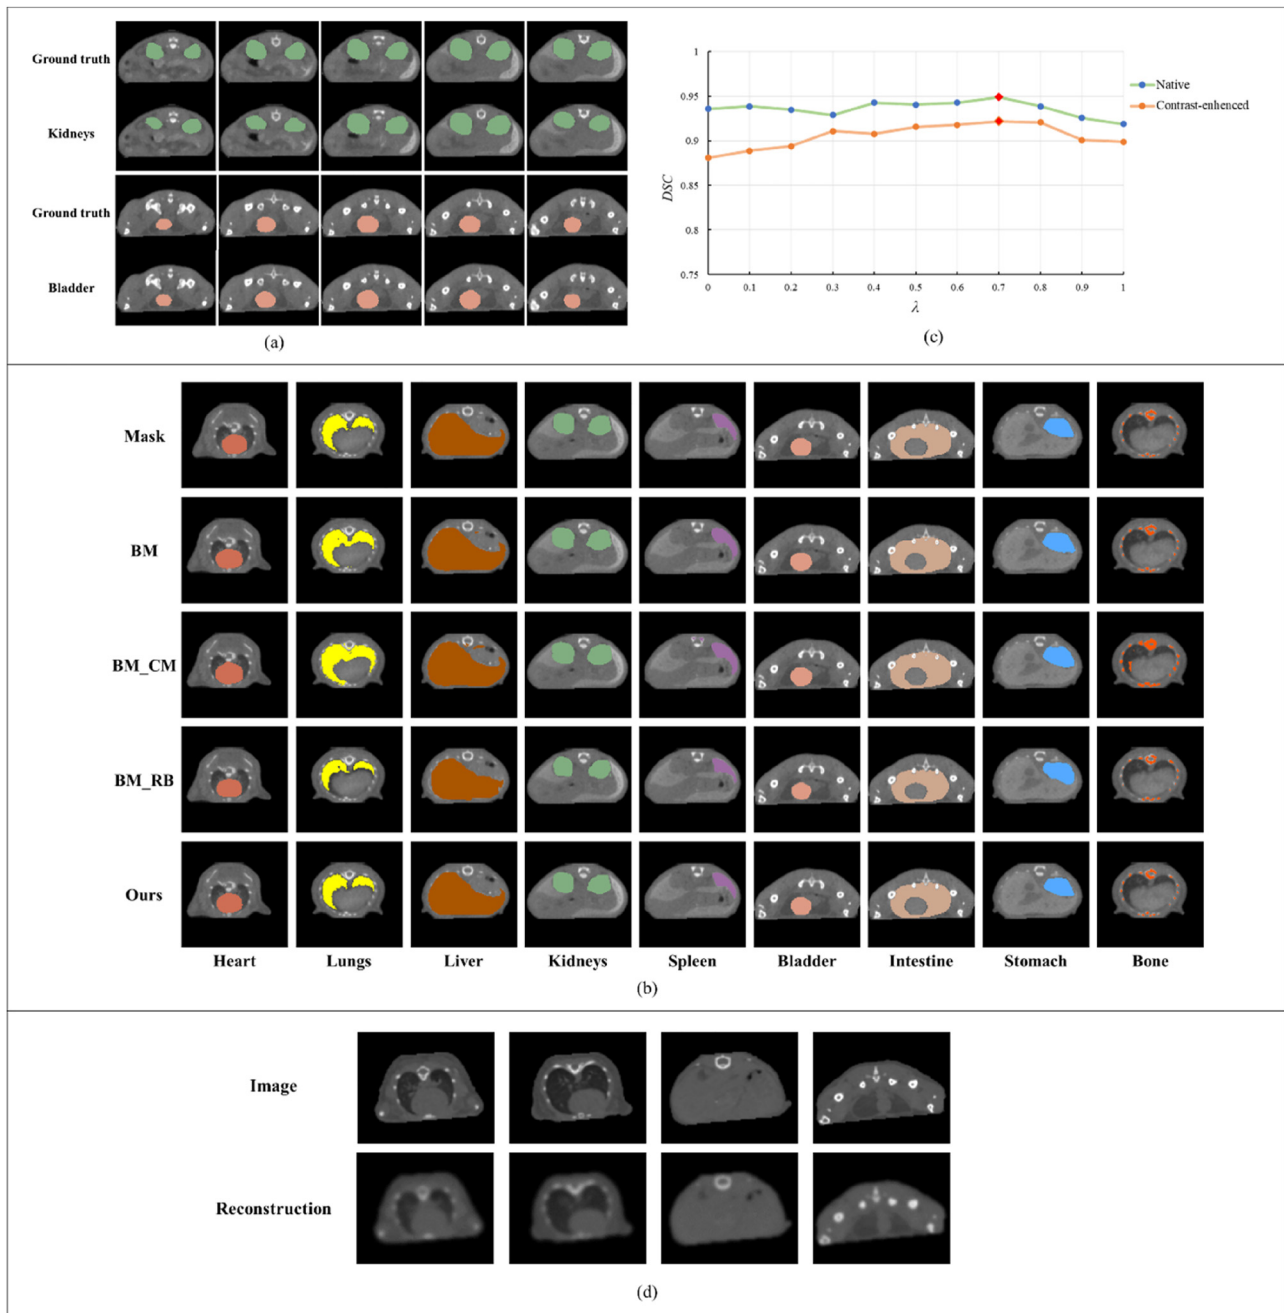 Ground truth
Kidneys
Ground truth
Bladder
(a)
1
0.95
0.9
0.85
0.8
0.75
DSC
0 0.1 0.2 0.3 0.4 0.5 0.6 0.7 0.8 0.9 1
λ
Native
Contrast-enhanced
(c)
Mask
BM
BM_CM
BM_RB
Ours
Heart Lungs Liver Kidneys Spleen Bladder Intestine Stomach Bone
(b)
Image
Reconstruction
(d)